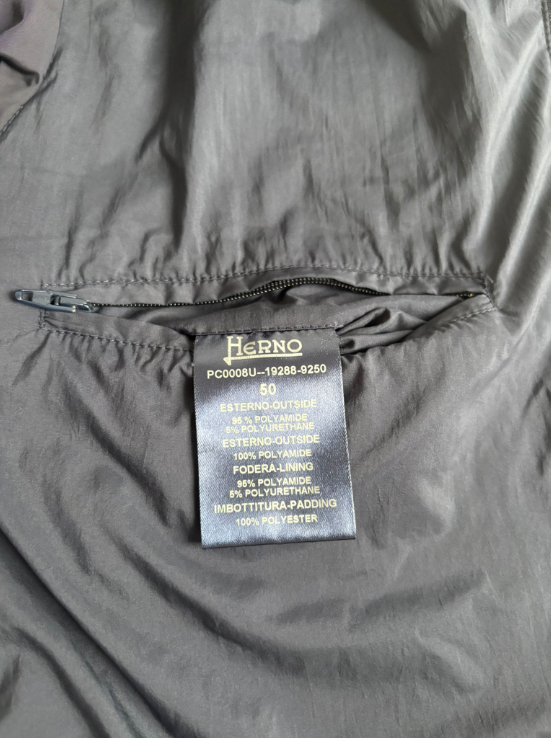 HERNO
PC0008U--19288-9250
50
ESTERNO-OUTSIDE
95 % POLYAMIDE
5% POLYURETHANE
ESTERNO-OUTSIDE
100% POLYAMIDE
FODERA-LINING
95% POLYAMIDE
5% POLYURETHANE
IMBOTTITURA-PADDING
100% POLYESTER